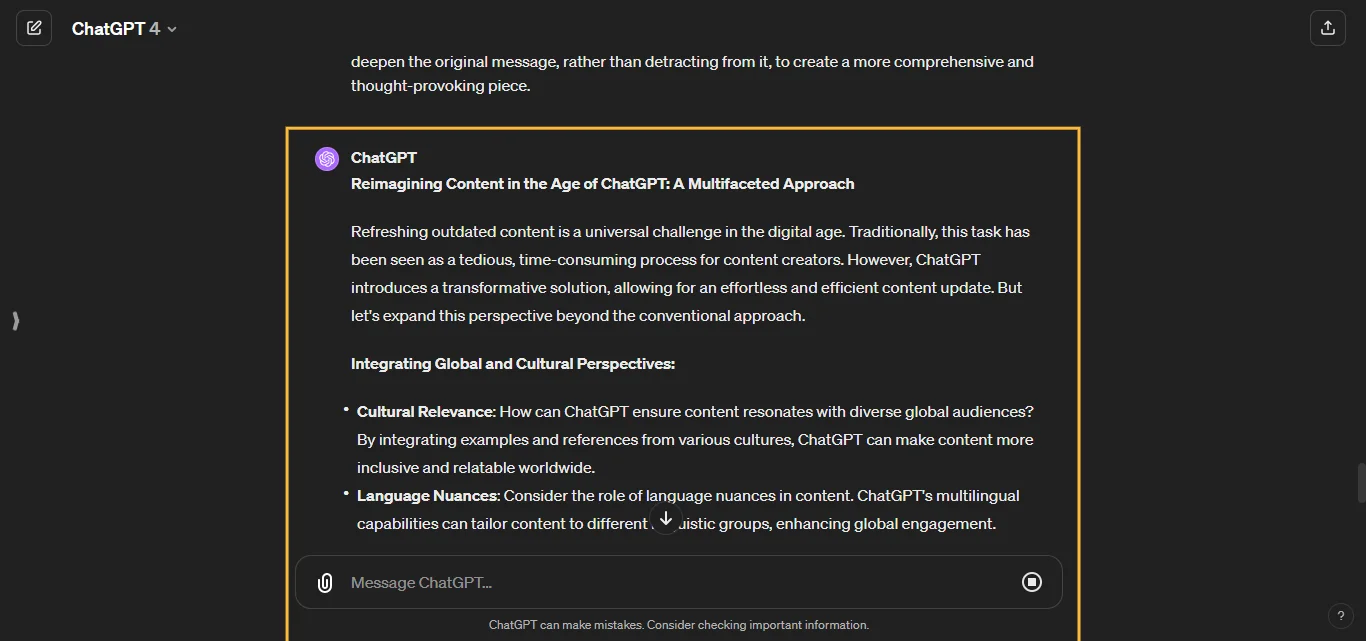 ChatGPT 4
deepen the original message, rather than detracting from it, to create a more comprehensive and
thought-provoking piece.
ChatGPT
Reimagining Content in the Age of ChatGPT: A Multifaceted Approach
Refreshing outdated content is a universal challenge in the digital age. Traditionally, this task has
been seen as a tedious, time-consuming process for content creators. However, ChatGPT
introduces a transformative solution, allowing for an effortless and efficient content update. But
let's expand this perspective beyond the conventional approach.
Integrating Global and Cultural Perspectives:
• Cultural Relevance: How can ChatGPT ensure content resonates with diverse global audiences?
By integrating examples and references from various cultures, ChatGPT can make content more
inclusive and relatable worldwide.
• Language Nuances: Consider the role of language nuances in content. ChatGPT's multilingual
capabilities can tailor content to different groups, enhancing global engagement.
Message ChatGPT...
ChatGPT can make mistakes. Consider checking important information.
?